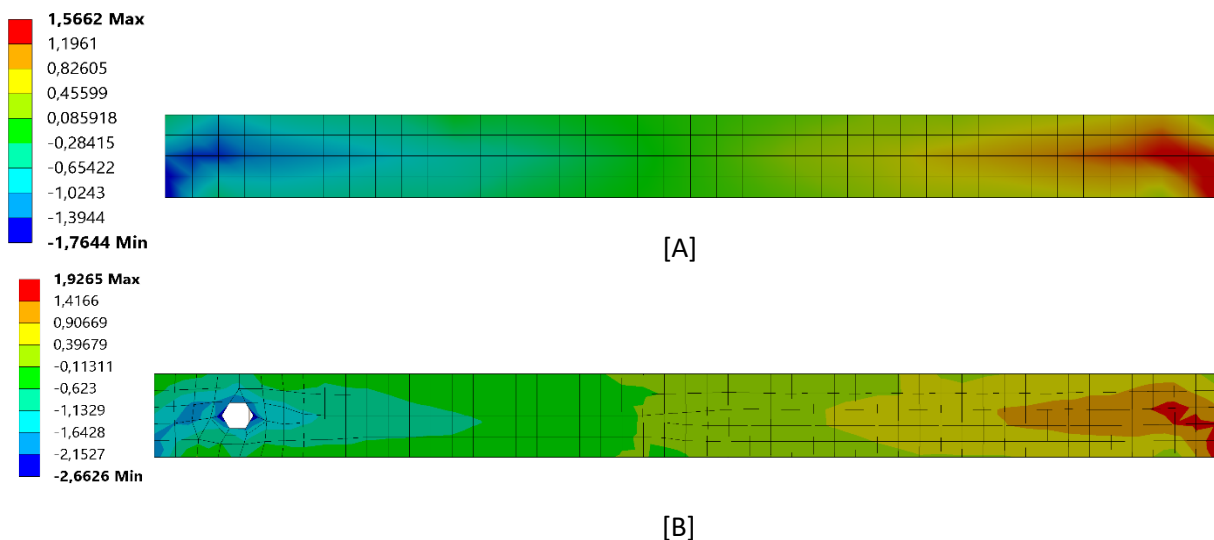 1,5662 Max
1,1961
0,82605
0,45599
0,085918
-0,28415
-0,65422
-1,0243
-1,3944
-1,7644 Min
[A]
1,9265 Max
1,4166
0,90669
0,39679
-0,11311
-0,623
-1,1329
-1,6428
-2,1527
-2,6626 Min
[B]